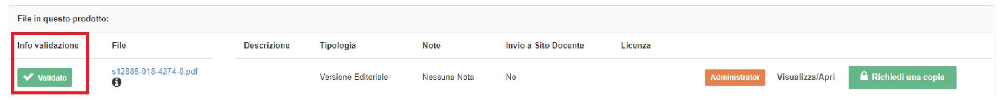 File in questo prodotto:
Info validazione File Descrizione Tipologia Note Invio a Sito Docente Licenza
Validato s12885-018-4274-0.pdf Versione Editoriale Nessuna Nota No Administrator Visualizza/Apri Richiedi una copia